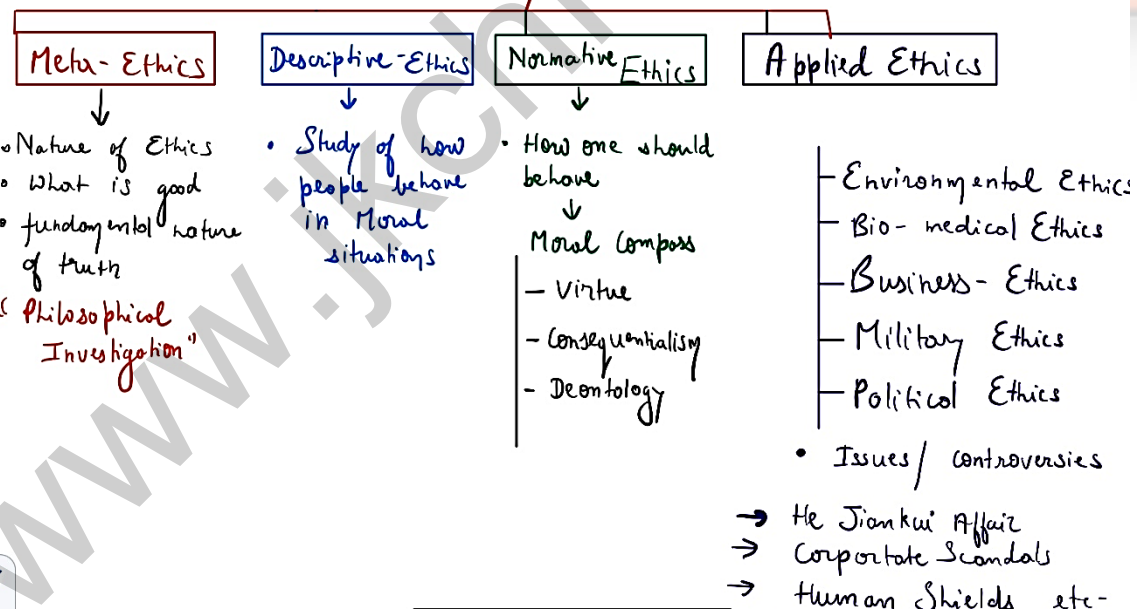 Meta- Ethics
Nature of Ethics
What is good
fundamental nature
of truth
"Philosophical
Investigation"
Descriptive-Ethics
Study of how
people behave
in Moral
situations
Normative
Ethics
How one should
behave
Moral Compass
- Virtue
- Consequentialism
- Deontology
Applied Ethics
Environmental Ethics
Bio- medical Ethics
Business- Ethics
Military Ethics
Political Ethics
Issues/ controversies
→ He Jiankui Affair
→ Corportate Scandals
→ Human Shields etc-
www.jkch